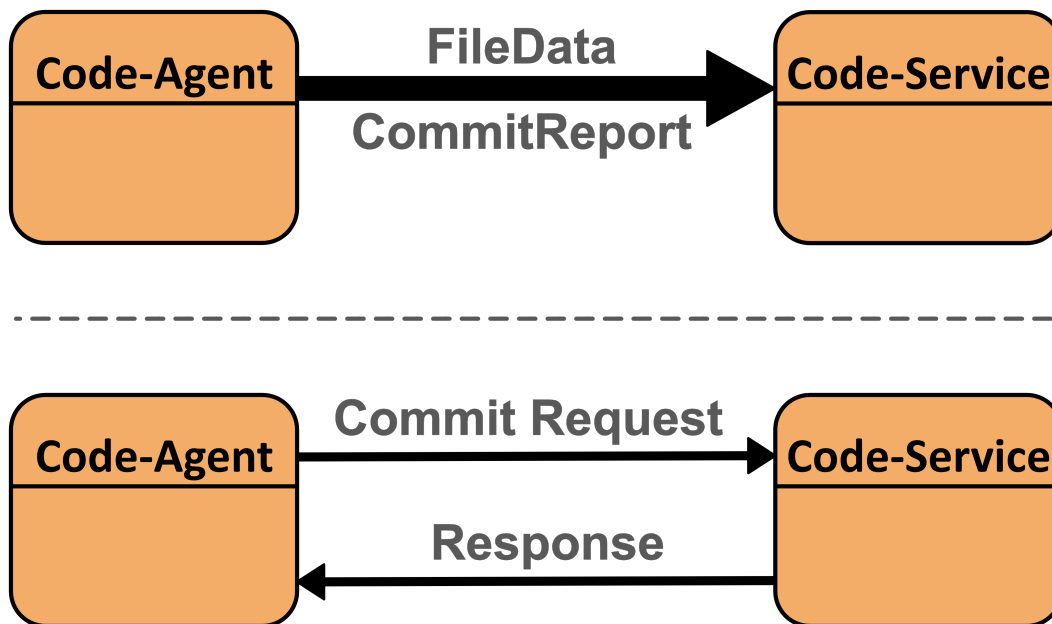 FileData
Code-Agent
Code-Service
CommitReport
Commit Request
Code-Agent
Code-Service
Response